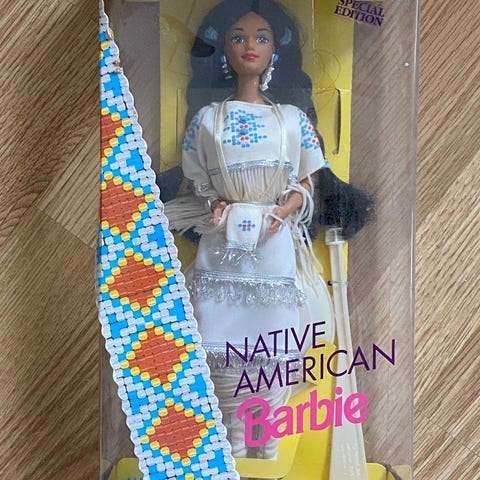 SPECIAL
EDITION
NATIVE
AMERICAN
Barbie